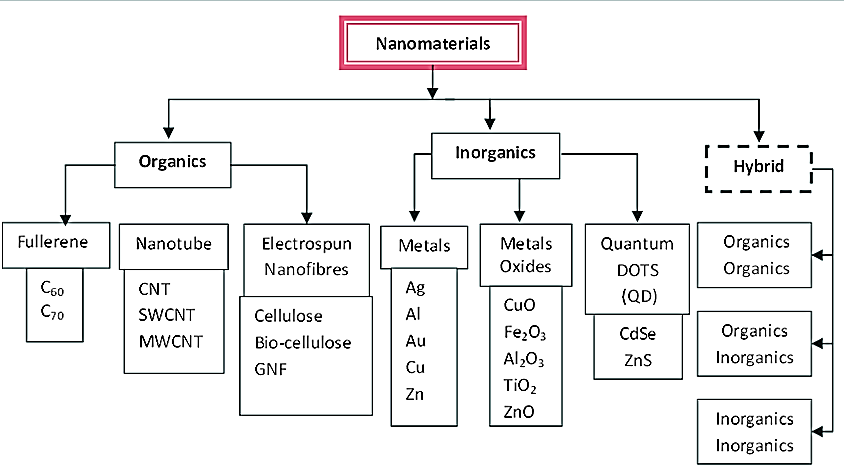 Nanomaterials
Organics
Inorganics
Hybrid
Fullerene
C₆₀
C₇₀
Nanotube
CNT
SWCNT
MWCNT
Electrospun
Nanofibres
Cellulose
Bio-cellulose
GNF
Metals
Ag
Al
Au
Cu
Zn
Metals
Oxides
CuO
Fe₂O₃
Al₂O₃
TiO₂
ZnO
Quantum
DOTS
(QD)
CdSe
ZnS
Organics
Organics
Organics
Inorganics
Inorganics
Inorganics